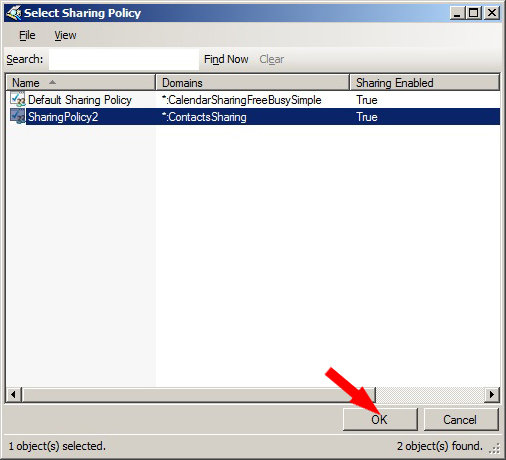 Select Sharing Policy
File View
Search: Find Now Clear
Name Domains Sharing Enabled
Default Sharing Policy *:CalendarSharingFreeBusySimple True
SharingPolicy2 *:ContactsSharing True
OK Cancel
1 object(s) selected. 2 object(s) found.